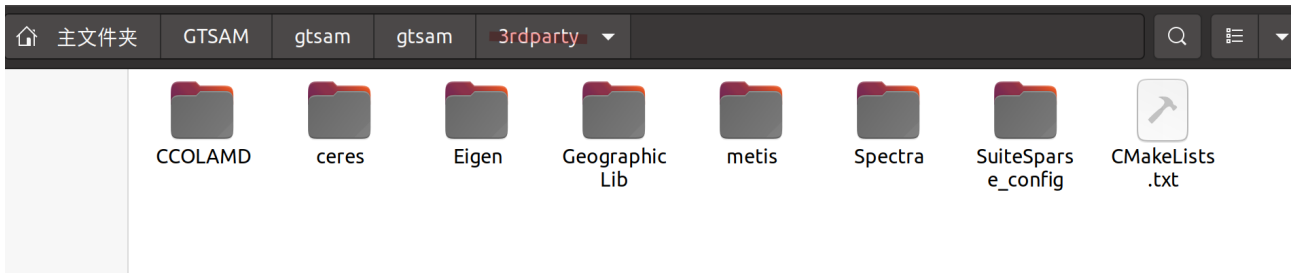 主文件夹 GTSAM gtsam gtsam 3rdparty
CCOLAMD ceres Eigen Geographic metis Spectra SuiteSpars CMakeLists
Lib e_config .txt